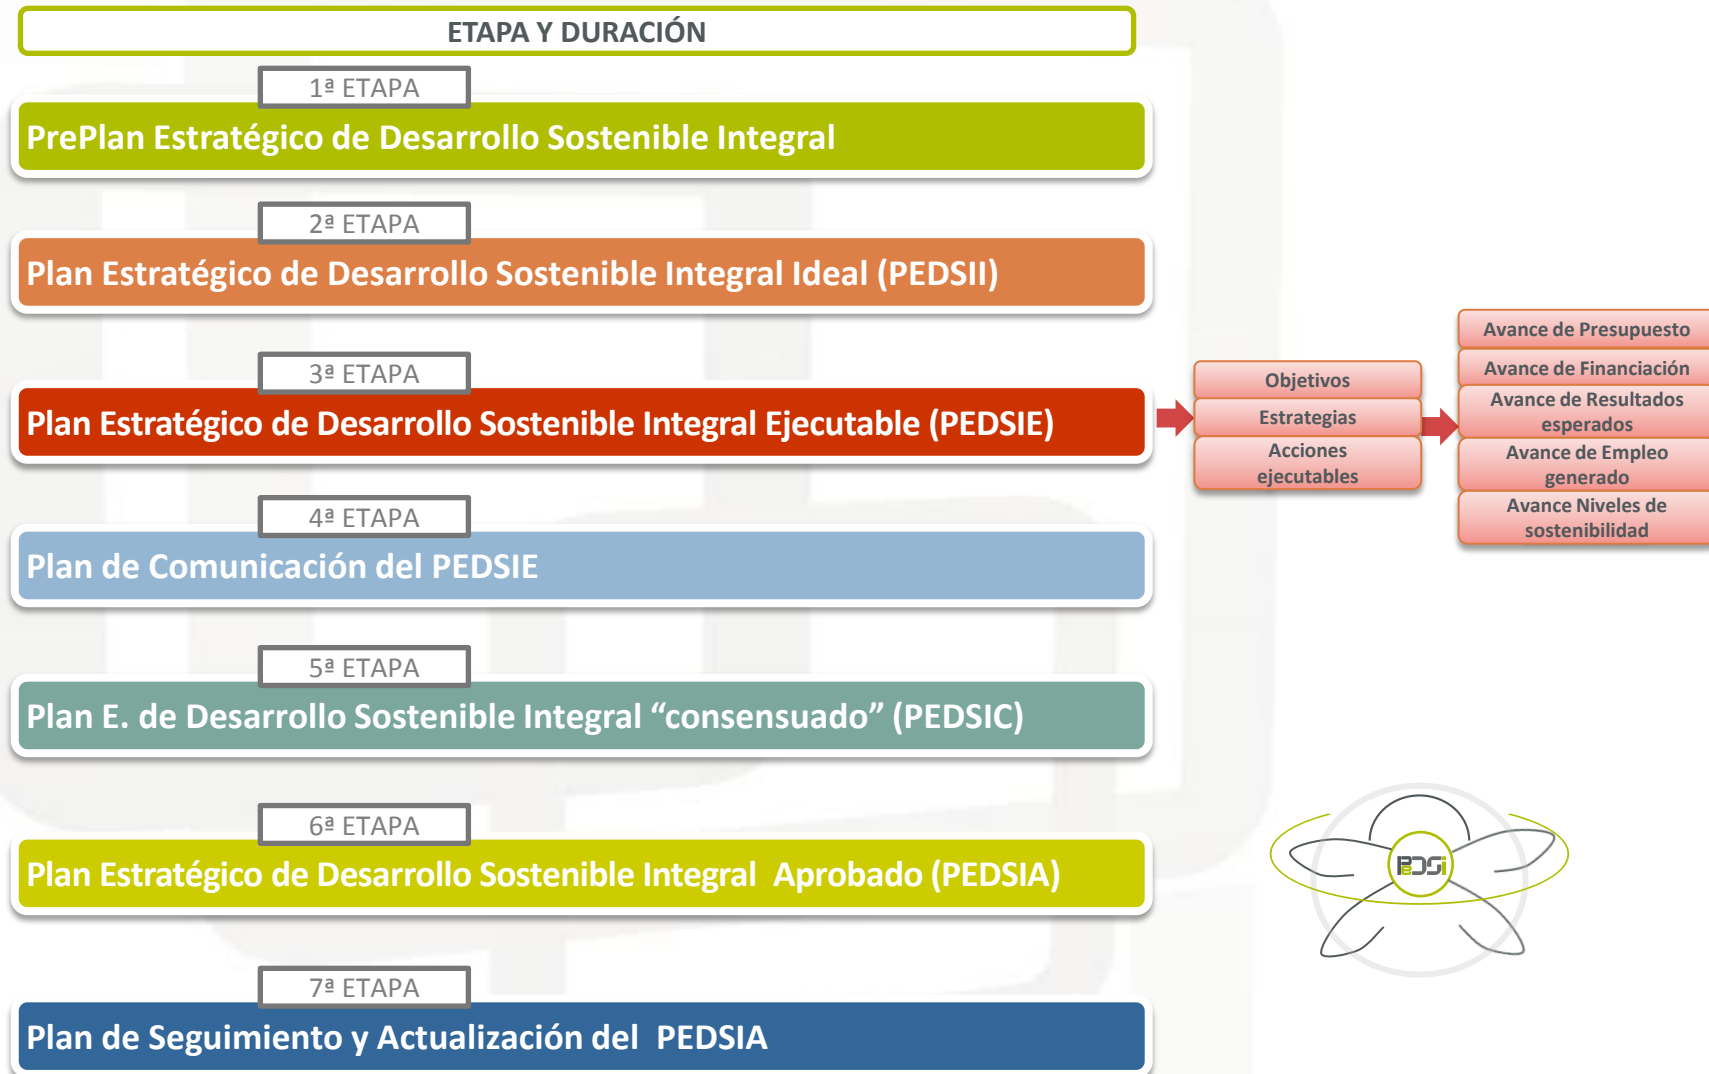 ETAPA Y DURACIÓN
1ª ETAPA
PrePlan Estratégico de Desarrollo Sostenible Integral
2ª ETAPA
Plan Estratégico de Desarrollo Sostenible Integral Ideal (PEDSII)
3ª ETAPA
Plan Estratégico de Desarrollo Sostenible Integral Ejecutable (PEDSIE)
Objetivos
Estrategias
Acciones
ejecutables
Avance de Presupuesto
Avance de Financiación
Avance de Resultados
esperados
Avance de Empleo
generado
Avance Niveles de
sostenibilidad
4ª ETAPA
Plan de Comunicación del PEDSIE
5ª ETAPA
Plan E. de Desarrollo Sostenible Integral “consensuado” (PEDSIC)
6ª ETAPA
Plan Estratégico de Desarrollo Sostenible Integral  Aprobado (PEDSIA)
PeDSi
7ª ETAPA
Plan de Seguimiento y Actualización del  PEDSIA